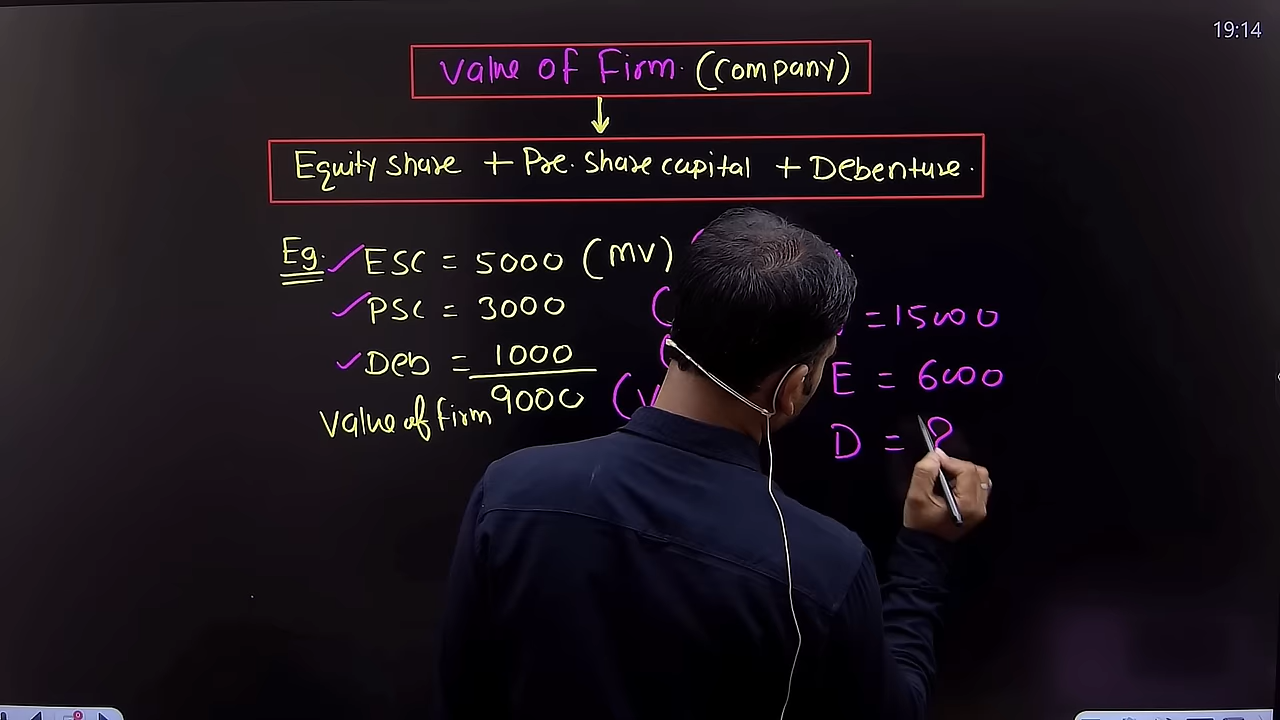 19:14
Value of Firm. (Company)
Equity share + Pre. share capital + Debenture.
Eg. ESC = 5000 (MV)
PSC = 3000
= 15000
Deb = 1000
E = 6000
Value of firm 9000
D = ?